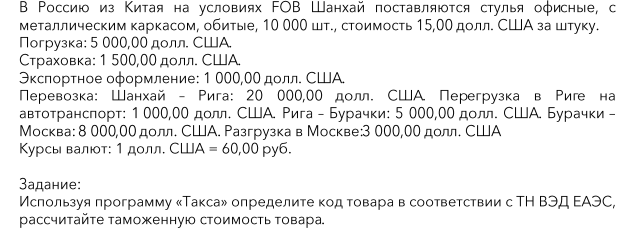 В Россию из Китая на условиях FOB Шанхай поставляются стулья офисные, с
металлическим каркасом, обитые, 10 000 шт., стоимость 15,00 долл. США за штуку.
Погрузка: 5 000,00 долл. США.
Страховка: 1 500,00 долл. США.
Экспортное оформление: 1 000,00 долл. США.
Перевозка: Шанхай – Рига: 20 000,00 долл. США. Перегрузка в Риге на
автотранспорт: 1 000,00 долл. США. Рига – Бурачки: 5 000,00 долл. США. Бурачки –
Москва: 8 000,00 долл. США. Разгрузка в Москве:3 000,00 долл. США
Курсы валют: 1 долл. США = 60,00 руб.
Задание:
Используя программу «Такса» определите код товара в соответствии с ТН ВЭД ЕАЭС,
рассчитайте таможенную стоимость товара.